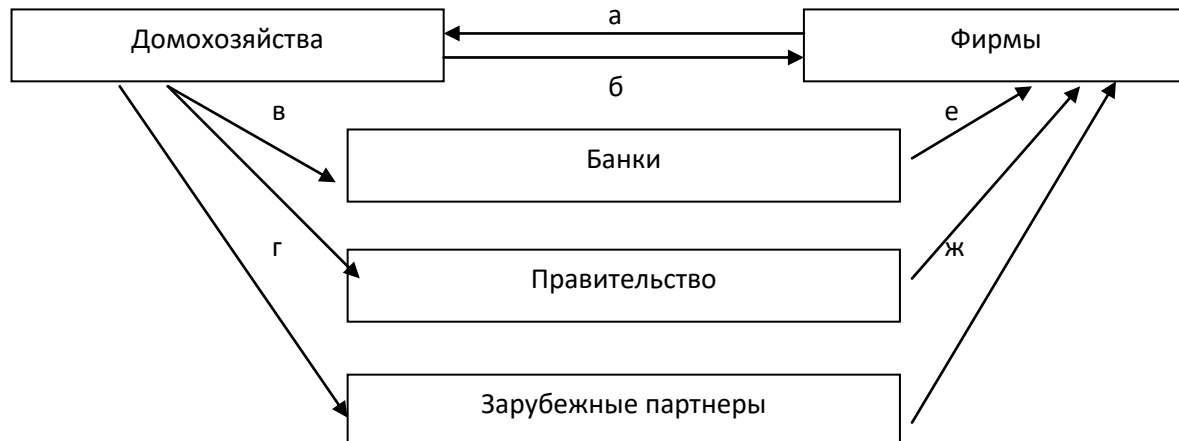 а
Домохозяйства
Фирмы
б
в
е
Банки
г
ж
Правительство
Зарубежные партнеры